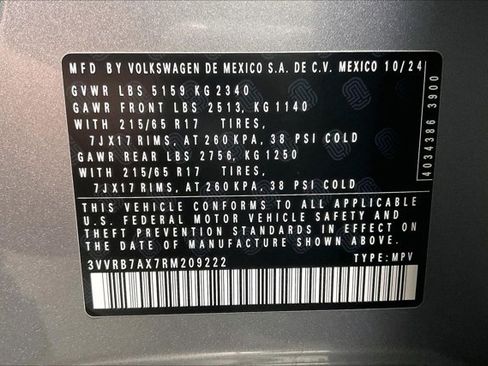 MFD BY VOLKSWAGEN DE MEXICO S.A. DE C.V. MEXICO 10/24
GVWR LBS 5159 KG 2340
GAWR FRONT LBS 2513, KG 1140
WITH 215/65 R17 TIRES,
7JX17 RIMS, AT 260 KPA, 38 PSI COLD
GAWR REAR LBS 2756, KG 1250
WITH 215/65 R17 TIRES,
7JX17 RIMS, AT 260 KPA, 38 PSI COLD
THIS VEHICLE CONFORMS TO ALL APPLICABLE
U.S. FEDERAL MOTOR VEHICLE SAFETY AND
THEFT PREVENTION STANDARDS IN EFFECT ON
THE DATE OF MANUFACTURE SHOWN ABOVE.
3VVRB7AX7RM209222 TYPE: MPV
4034386 3900